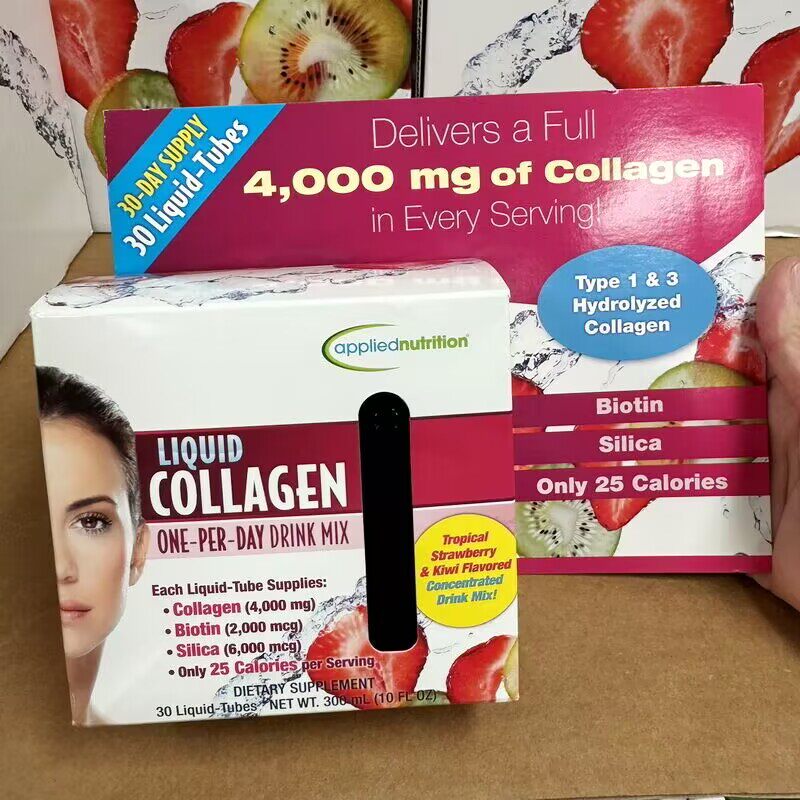 30-DAY SUPPLY
30 Liquid-Tubes
Delivers a Full
4,000 mg of Collagen
in Every Serving!
Type 1 & 3
Hydrolyzed
Collagen
Biotin
Silica
Only 25 Calories
appliednutrition®
LIQUID
COLLAGEN
ONE-PER-DAY DRINK MIX
Each Liquid-Tube Supplies:
• Collagen (4,000 mg)
• Biotin (2,000 mcg)
• Silica (6,000 mcg)
• Only 25 Calories per Serving
Tropical
Strawberry
& Kiwi Flavored
Concentrated
Drink Mix!
DIETARY SUPPLEMENT
30 Liquid-Tubes NET WT. 300 mL (10 FL OZ)